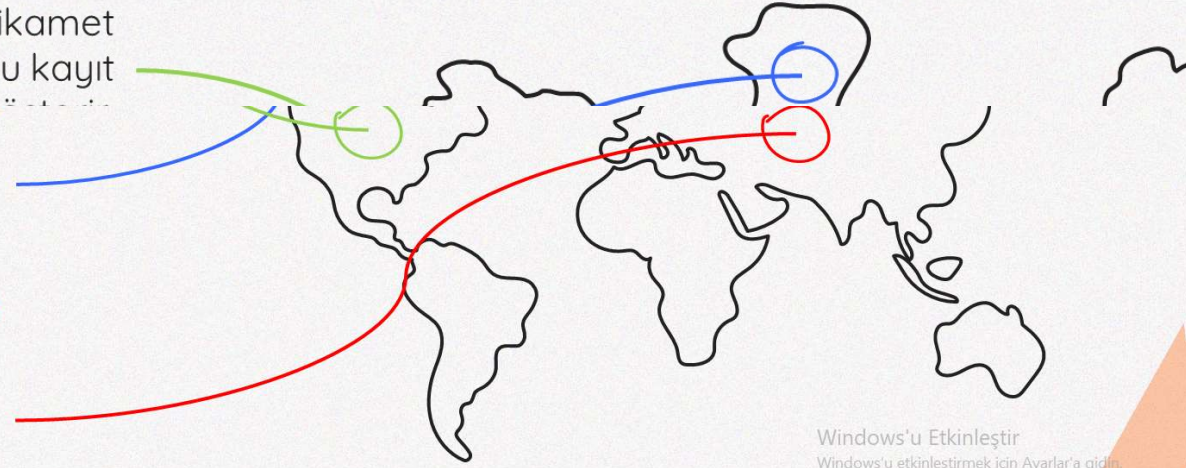 ikamet
u kayıt
Windows'u Etkinleştir
Windows'u etkinleştirmek için Ayarlar'a gidin.